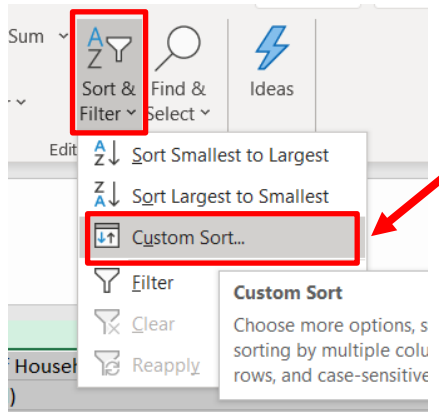 Sum
Sort & Filter
Find & Select
Ideas
Edit
Sort Smallest to Largest
Sort Largest to Smallest
Custom Sort...
Filter
Clear
Reapply
Custom Sort
Choose more options, s
sorting by multiple colu
rows, and case-sensitive
f Househ
)